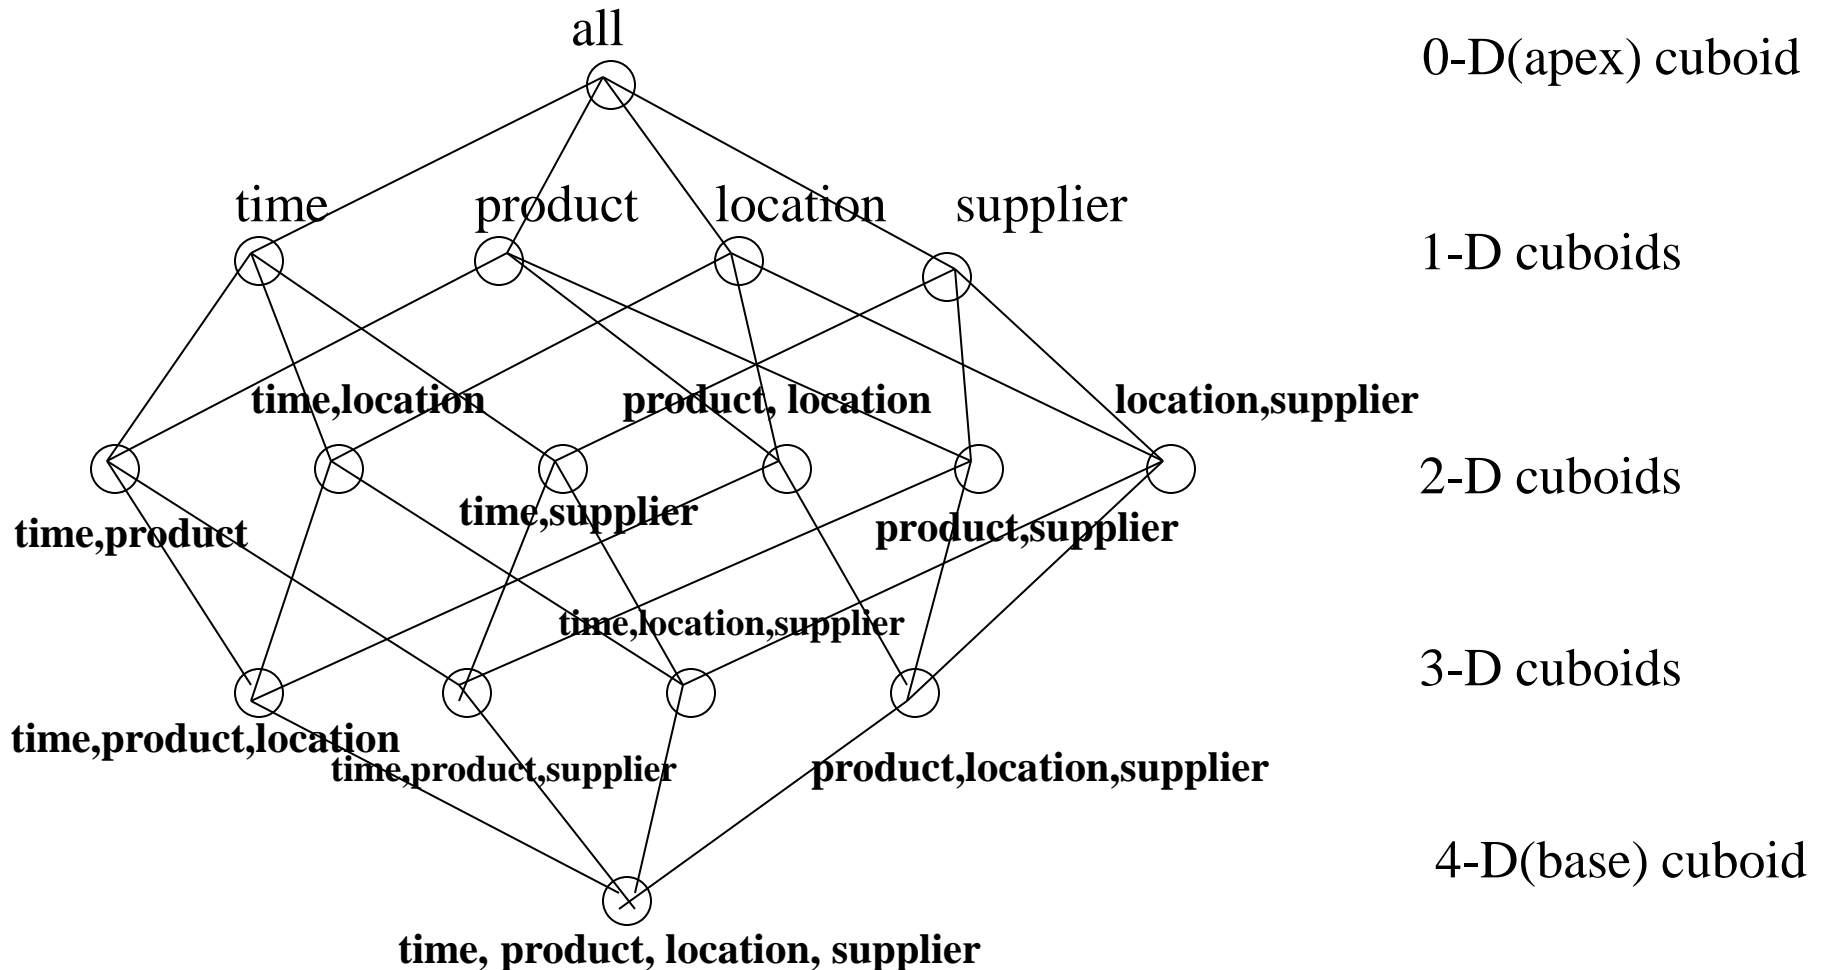 all
0-D(apex) cuboid
time
product
location
supplier
1-D cuboids
time,location
product, location
location,supplier
2-D cuboids
time,product
time,supplier
product,supplier
time,location,supplier
3-D cuboids
time,product,location
time,product,supplier
product,location,supplier
4-D(base) cuboid
time, product, location, supplier